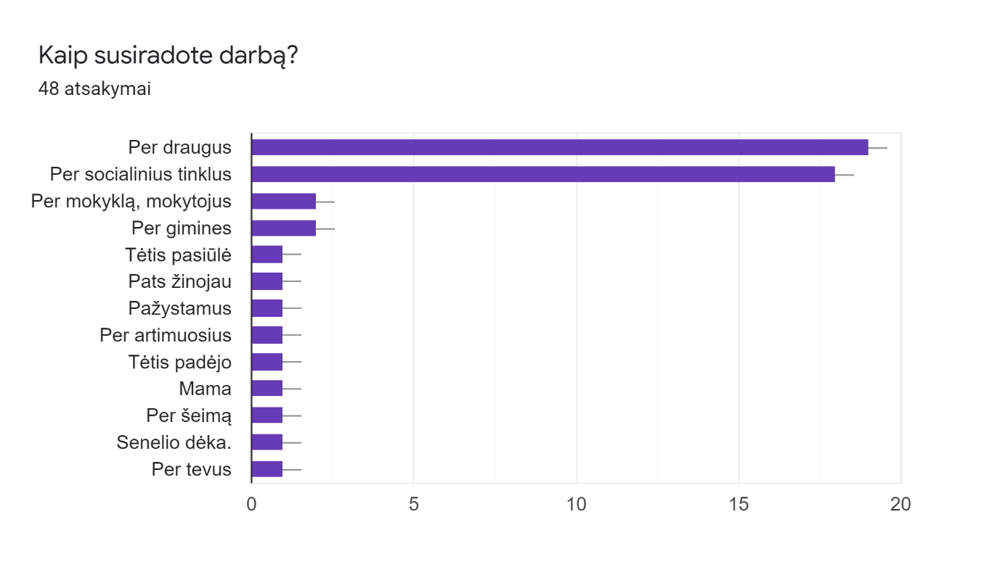 Kaip susiradote darbą?
48 atsakymai
Per draugus
Per socialinius tinklus
Per mokyklą, mokytojus
Per gimines
Tėtis pasiūlė
Pats žinojau
Pažystamus
Per artimuosius
Tėtis padėjo
Mama
Per šeimą
Senelio dėka.
Per tevus
0 5 10 15 20